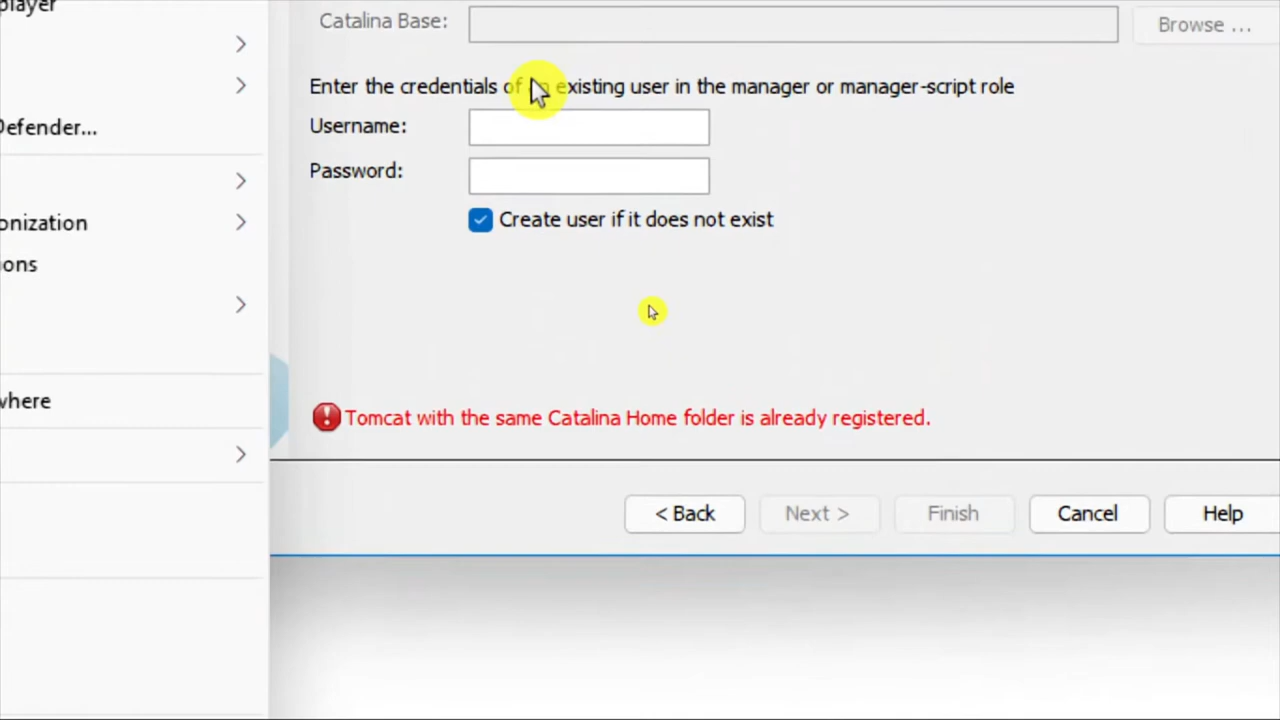 player
Catalina Base:
Browse ...
Enter the credentials of an existing user in the manager or manager-script role
Defender...
Username:
Password:
Create user if it does not exist
onization
ions
where
Tomcat with the same Catalina Home folder is already registered.
< Back
Next >
Finish
Cancel
Help